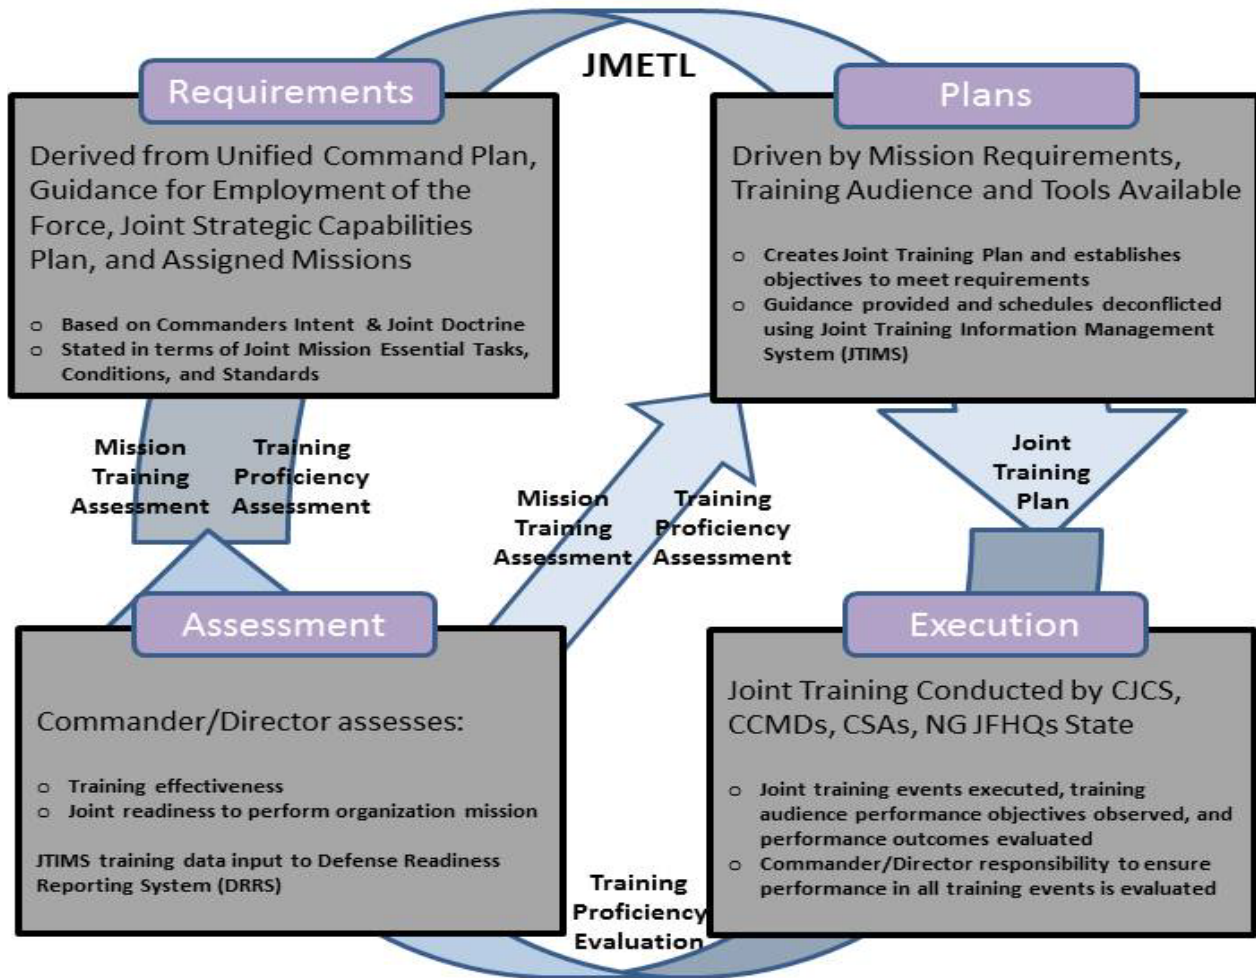 JMETL
Requirements
Derived from Unified Command Plan,
Guidance for Employment of the
Force, Joint Strategic Capabilities
Plan, and Assigned Missions
o Based on Commanders Intent & Joint Doctrine
o Stated in terms of Joint Mission Essential Tasks,
Conditions, and Standards
Plans
Driven by Mission Requirements,
Training Audience and Tools Available
o Creates Joint Training Plan and establishes
objectives to meet requirements
o Guidance provided and schedules deconflicted
using Joint Training Information Management
System (JTIMS)
Mission
Training
Assessment
Training
Proficiency
Assessment
Mission
Training
Assessment
Training
Proficiency
Assessment
Joint
Training
Plan
Assessment
Commander/Director assesses:
o Training effectiveness
o Joint readiness to perform organization mission
JTIMS training data input to Defense Readiness
Reporting System (DRRS)
Execution
Joint Training Conducted by CJCS,
CCMDs, CSAs, NG JFHQs State
o Joint training events executed, training
audience performance objectives observed, and
performance outcomes evaluated
o Commander/Director responsibility to ensure
performance in all training events is evaluated
Training
Proficiency
Evaluation